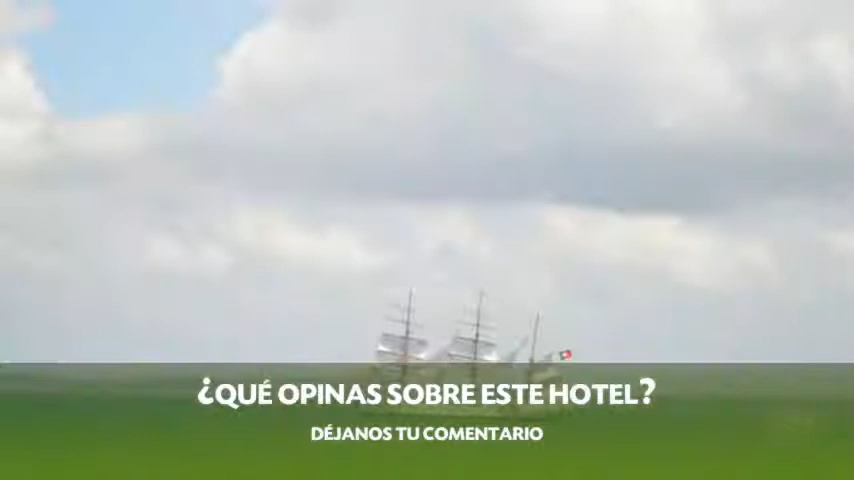 ¿QUÉ OPINAS SOBRE ESTE HOTEL?
DÉJANOS TU COMENTARIO